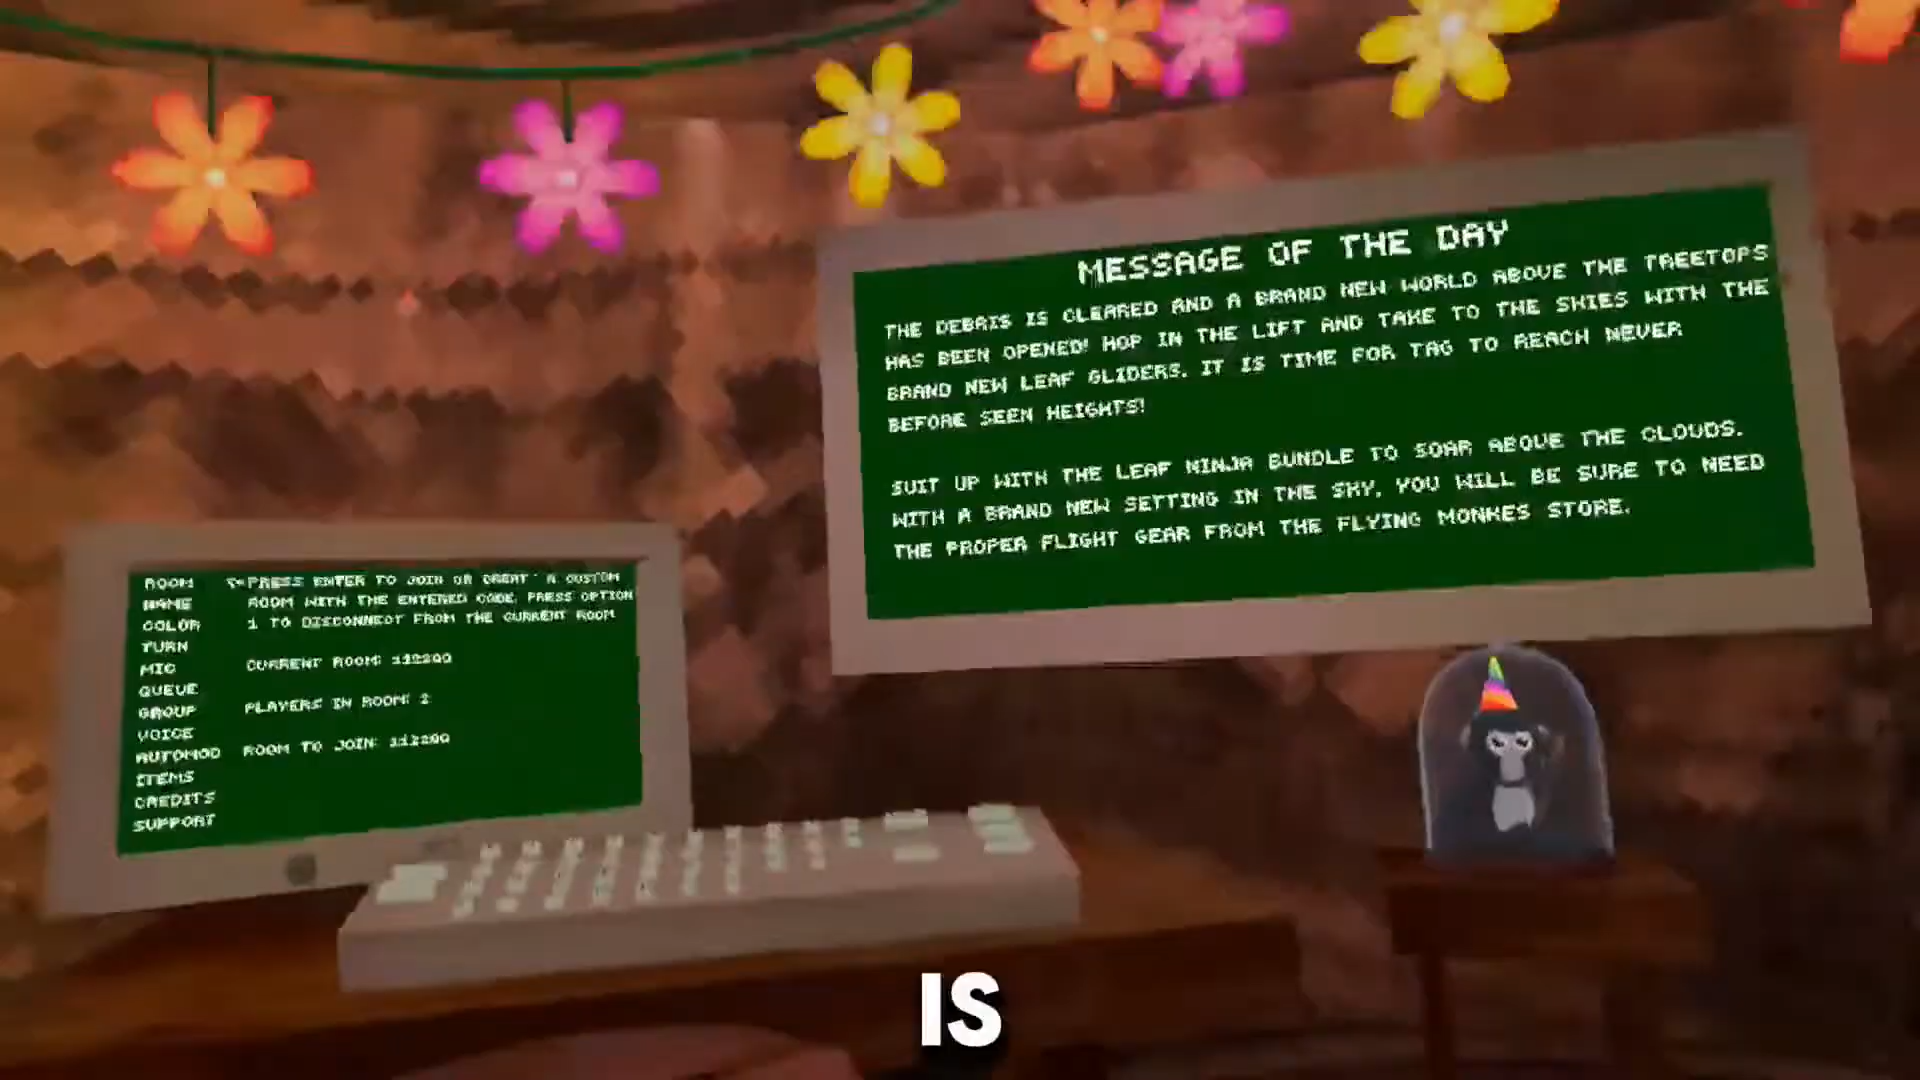 MESSAGE OF THE DAY
THE DEBRIS IS CLEARED AND A BRAND NEW WORLD ABOVE THE TREETOPS
HAS BEEN OPENED! HOP IN THE LIFT AND TAKE TO THE SKIES WITH THE
BRAND NEW LEAF GLIDERS. IT IS TIME FOR TAG TO REACH NEVER
BEFORE SEEN HEIGHTS!
SUIT UP WITH THE LEAF NINJA BUNDLE TO SOAR ABOVE THE CLOUDS.
WITH A BRAND NEW SETTING IN THE SKY, YOU WILL BE SURE TO NEED
THE PROPER FLIGHT GEAR FROM THE FLYING MONKES STORE.
ROOM
NAME
COLOR
TURN
MIC
QUEUE
GROUP
VOICE
AUTOMOD
ITEMS
CREDITS
SUPPORT
PRESS ENTER TO JOIN OR CREAT A CUSTOM
ROOM WITH THE ENTERED CODE. PRESS OPTION
1 TO DISCONNECT FROM THE CURRENT ROOM
CURRENT ROOM:
PLAYERS IN ROOM: 2
ROOM TO JOIN:
IS